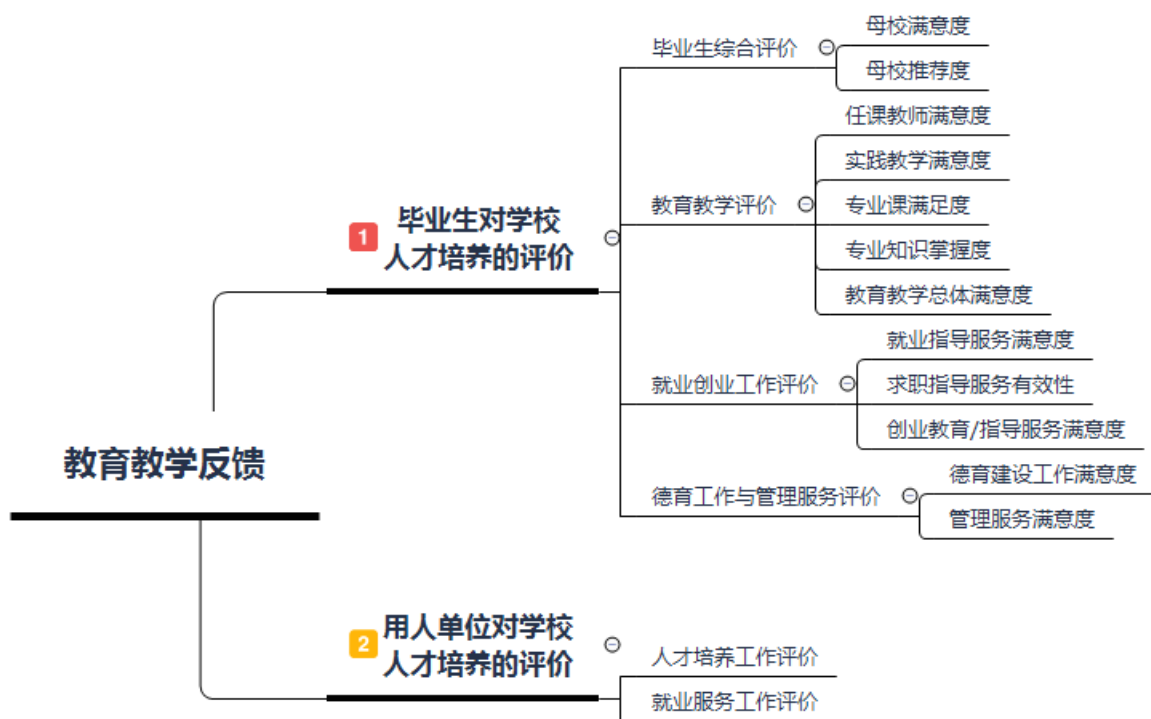 母校满意度
毕业生综合评价
母校推荐度
任课教师满意度
实践教学满意度
教育教学评价
专业课满足度
专业知识掌握度
教育教学总体满意度
1
毕业生对学校
人才培养的评价
就业指导服务满意度
就业创业工作评价
求职指导服务有效性
创业教育/指导服务满意度
德育建设工作满意度
德育工作与管理服务评价
管理服务满意度
教育教学反馈
2
用人单位对学校
人才培养的评价
人才培养工作评价
就业服务工作评价